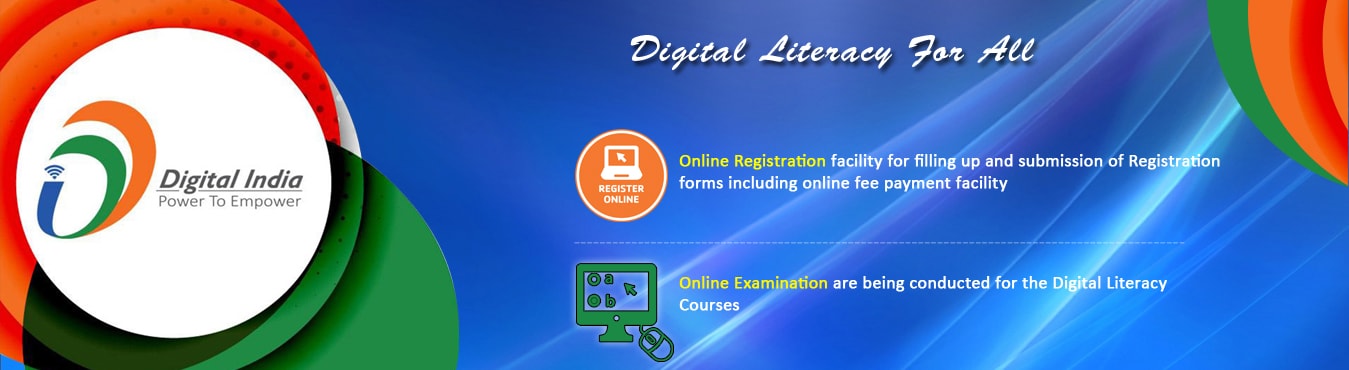 Digital Literacy For All
Digital India
Power To Empower
REGISTER
ONLINE
Online Registration facility for filling up and submission of Registration
forms including online fee payment facility
a
b
Online Examination are being conducted for the Digital Literacy
Courses